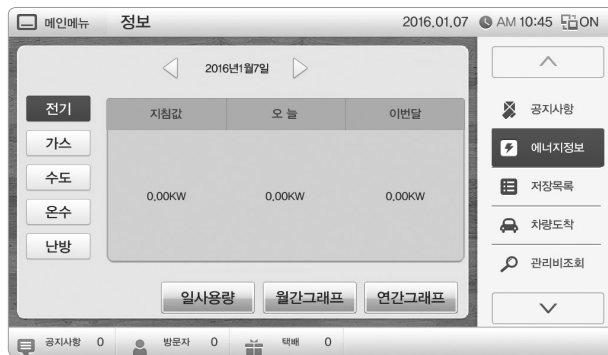 메인메뉴 정보 2016.01.07 AM 10:45 ON
2016년1월7일
전기
가스
수도
온수
난방
지침값 오 늘 이번달
0.00KW 0.00KW 0.00KW
일사용량 월간그래프 연간그래프
공지사항
에너지정보
저장목록
차량도착
관리비조회
공지사항 0 방문자 0 택배 0